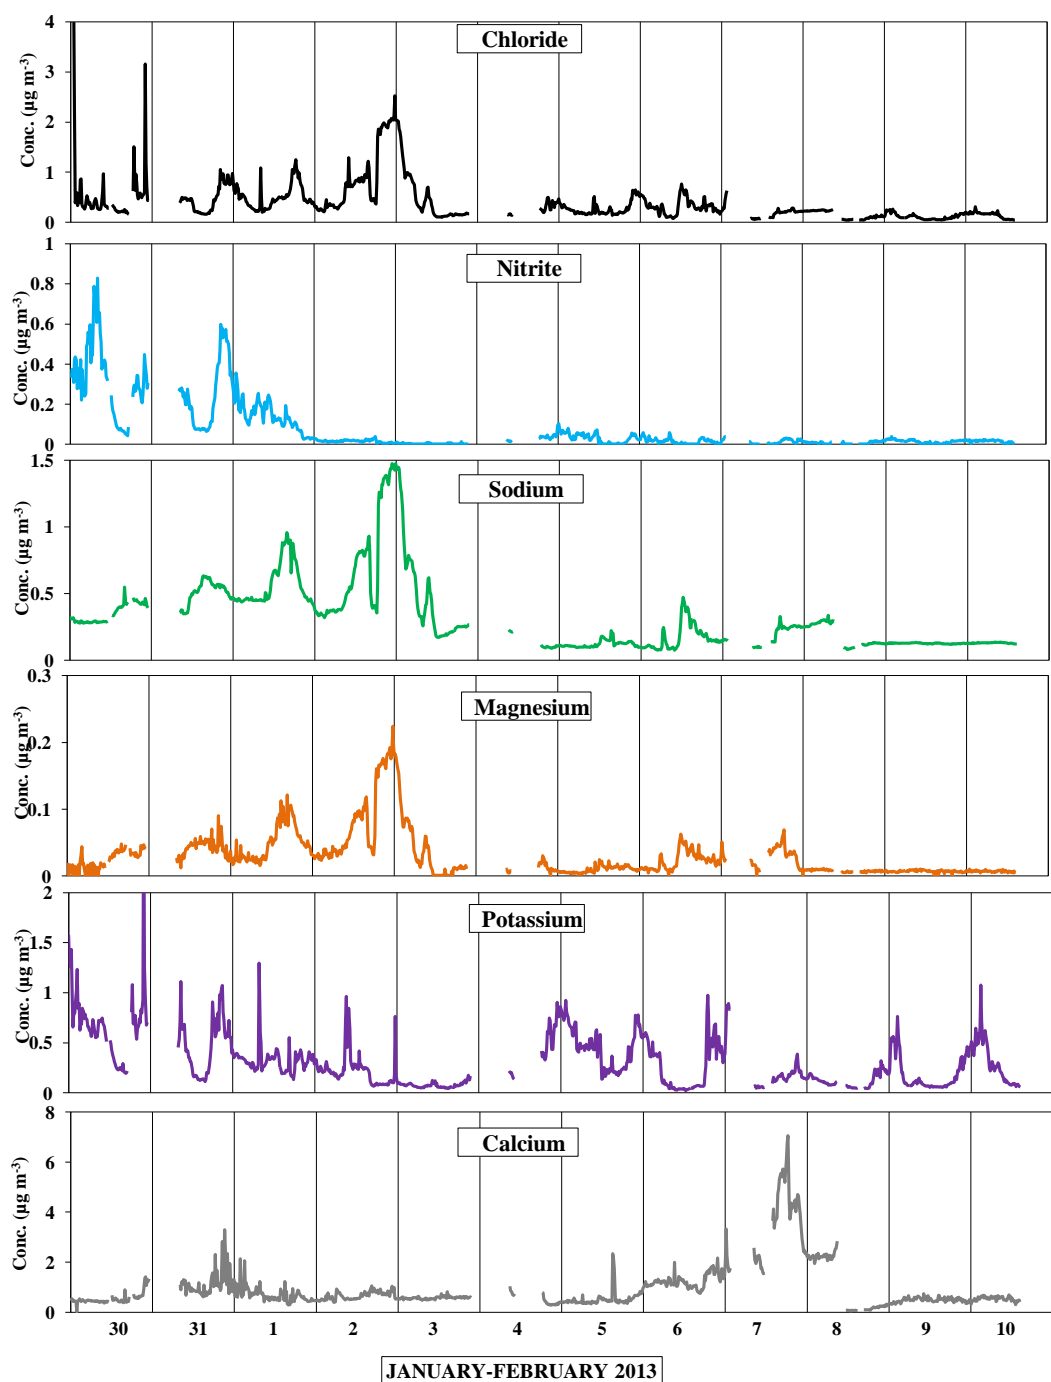 Chloride
Conc. (µg m-3)
4
3
2
1
0
Nitrite
Conc. (µg m-3)
1
0.8
0.6
0.4
0.2
0
Sodium
Conc. (µg m-3)
1.5
1
0.5
0
Magnesium
Conc. (µg m-3)
0.3
0.2
0.1
0
Potassium
Conc. (µg m-3)
2
1.5
1
0.5
0
Calcium
Conc. (µg m-3)
8
6
4
2
0
30 31 1 2 3 4 5 6 7 8 9 10
JANUARY-FEBRUARY 2013